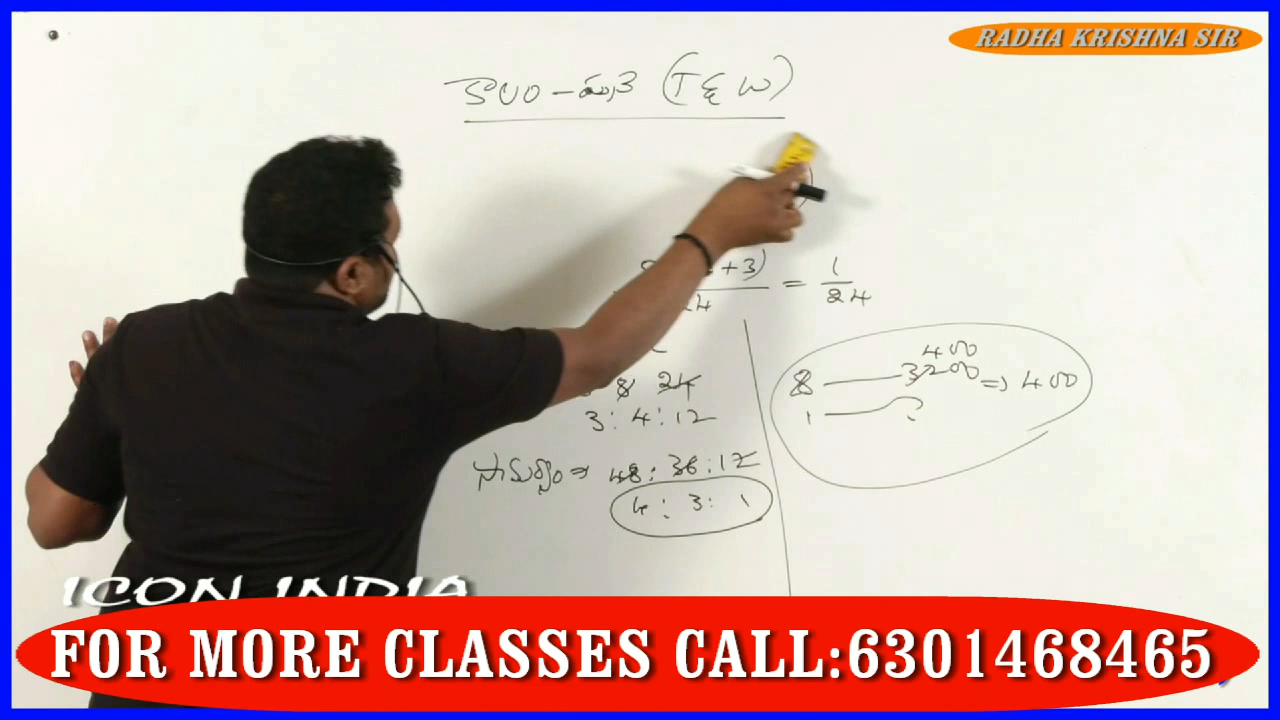 RADHA KRISHNA SIR
కాలం - పని (T & W)
+ 3)
24
= 1
24
8 24
3 : 4 : 12
సామర్థ్యం => 48 : 36 : 12
4 : 3 : 1
400
8 3200 => 400
1 ?
ICON INDIA
FOR MORE CLASSES CALL:6301468465